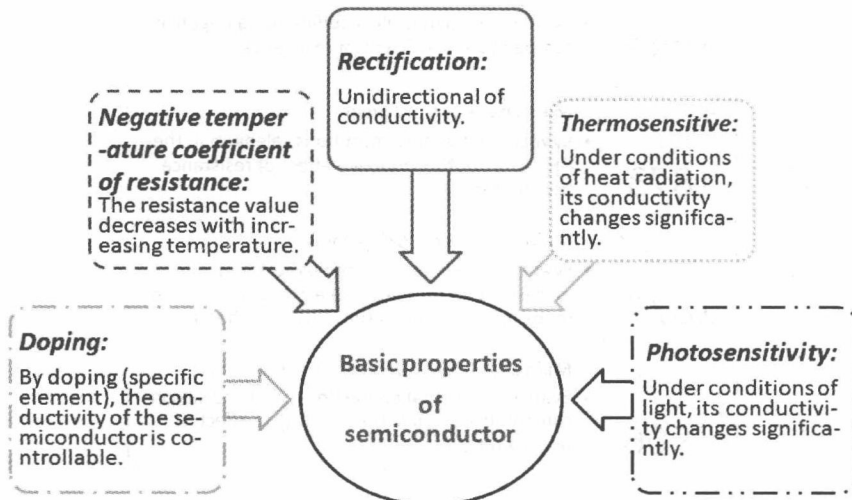 Rectification:
Unidirectional of
conductivity.
Negative temper
-ature coefficient
of resistance:
The resistance value
decreases with incr-
easing temperature.
Thermosensitive:
Under conditions
of heat radiation,
its conductivity
changes significa-
ntly.
Doping:
By doping (specific
element), the con-
ductivity of the se-
miconductor is co-
ntrollable.
Basic properties
of
semiconductor
Photosensitivity:
Under conditions of
light, its conductivi-
ty changes significa-
ntly.